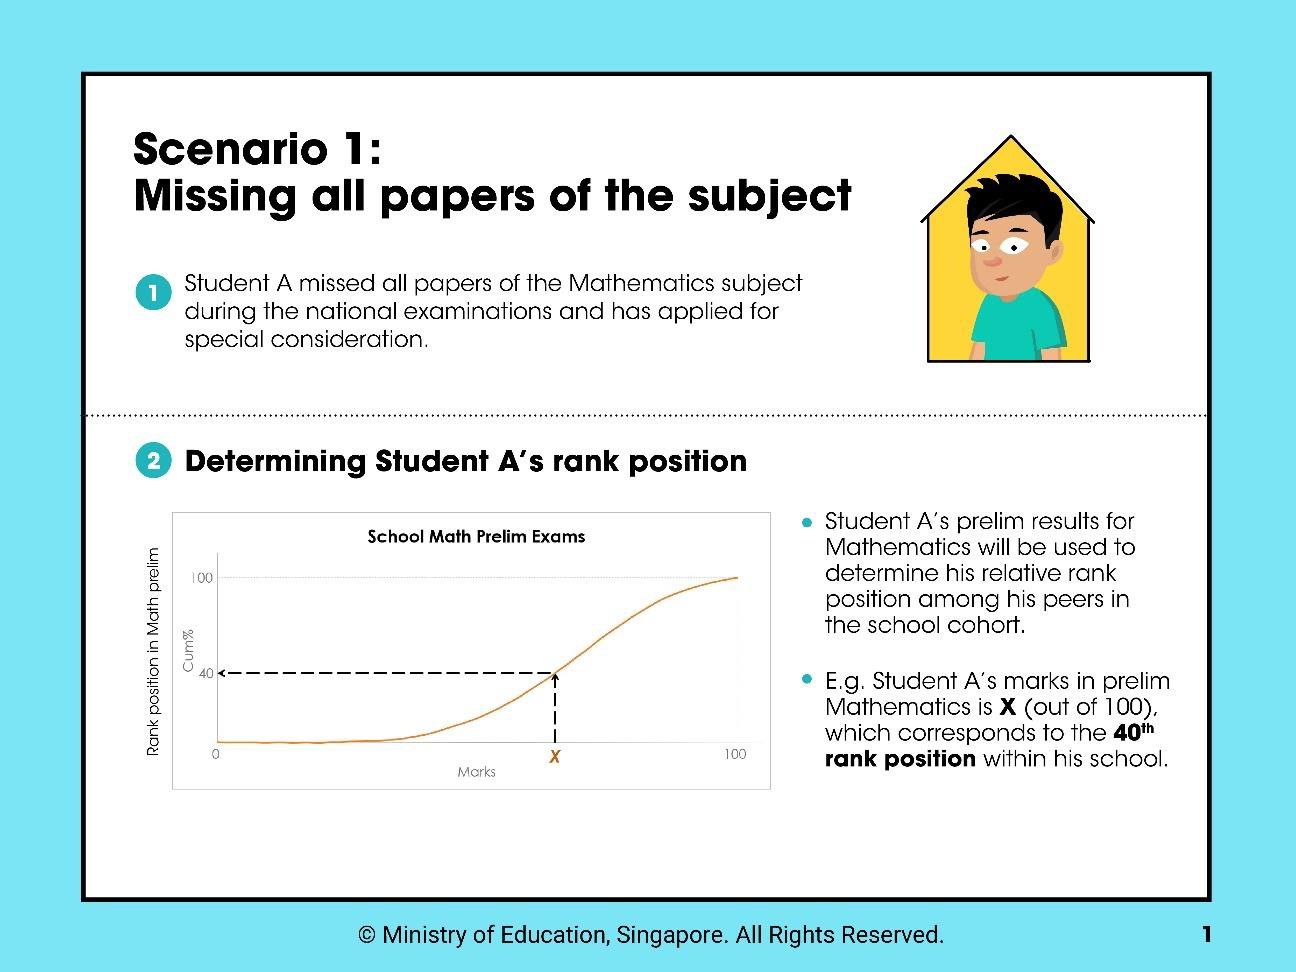 Scenario 1:
Missing all papers of the subject
1
Student A missed all papers of the Mathematics subject
during the national examinations and has applied for
special consideration.
2
Determining Student A's rank position
School Math Prelim Exams
Rank position in Math prelim
Cum%
100
40
0
X
100
Marks
• Student A's prelim results for
Mathematics will be used to
determine his relative rank
position among his peers in
the school cohort.
• E.g. Student A's marks in prelim
Mathematics is X (out of 100),
which corresponds to the 40th
rank position within his school.
© Ministry of Education, Singapore. All Rights Reserved.
1